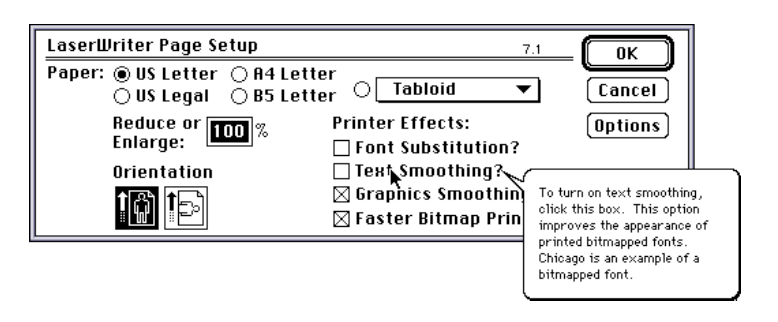 LaserWriter Page Setup 7.1 OK
Paper: US Letter A4 Letter Tabloid Cancel
US Legal B5 Letter
Reduce or 100 % Printer Effects: Options
Enlarge: Font Substitution?
Orientation Text Smoothing?
Graphics Smoothin
Faster Bitmap Prin
To turn on text smoothing,
click this box. This option
improves the appearance of
printed bitmapped fonts.
Chicago is an example of a
bitmapped font.